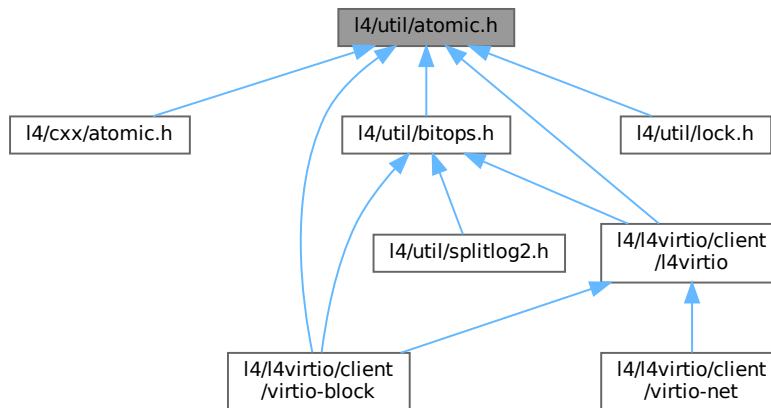 l4/util/atomic.h
l4/cxx/atomic.h
l4/util/bitops.h
l4/util/lock.h
l4/util/splitlog2.h
l4/l4virtio/client
/l4virtio
l4/l4virtio/client
/virtio-block
l4/l4virtio/client
/virtio-net